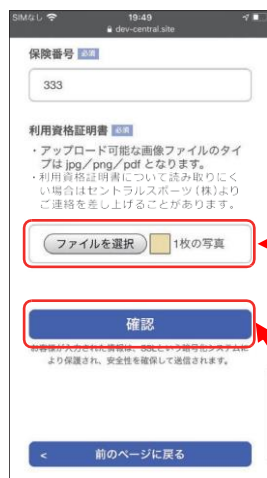 SIMなし 19:49
dev-central.site
保険番号 必須
333
利用資格証明書 必須
・アップロード可能な画像ファイルのタイ
プは jpg／png／pdf となります。
・利用資格証明書について読み取りにく
い場合はセントラルスポーツ(株)より
ご連絡を差し上げることがあります。
ファイルを選択 1枚の写真
確認
お客様が入力された情報は、SSLという暗号化システムに
より保護され、安全性を確保して送信されます。
< 前のページに戻る